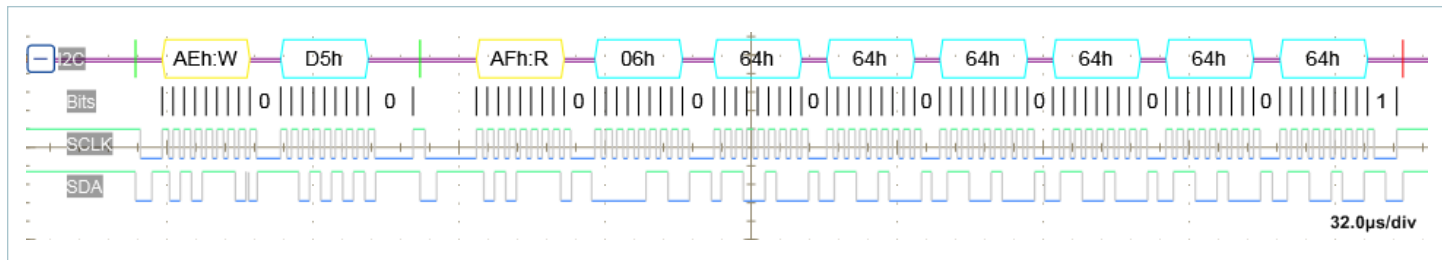 I2C AEh:W D5h AFh:R 06h 64h 64h 64h 64h 64h 64h
Bits 0 0 0 0 0 0 0 0 0 1
SCLK
SDA
32.0µs/div